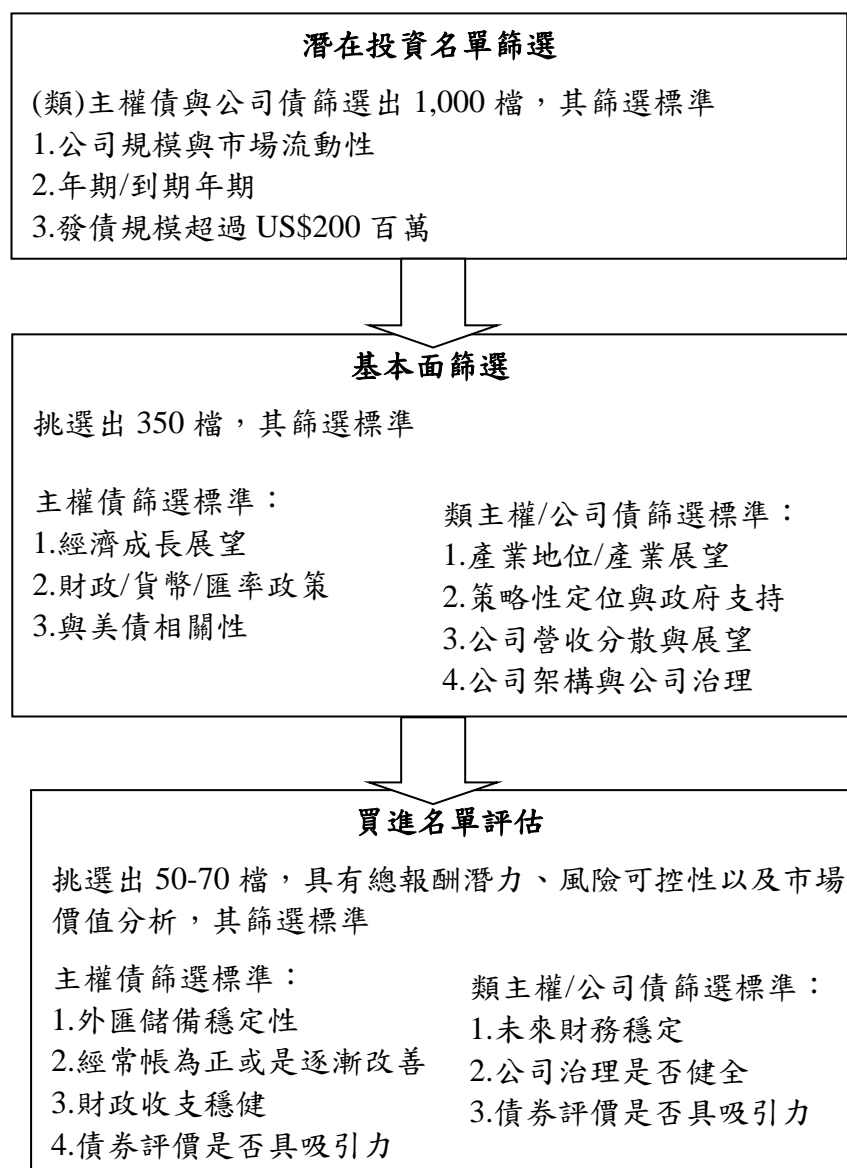 潛在投資名單篩選
(類)主權債與公司債篩選出 1,000 檔，其篩選標準
1.公司規模與市場流動性
2.年期/到期年期
3.發債規模超過 US$200 百萬
基本面篩選
挑選出 350 檔，其篩選標準
主權債篩選標準：
1.經濟成長展望
2.財政/貨幣/匯率政策
3.與美債相關性
類主權/公司債篩選標準：
1.產業地位/產業展望
2.策略性定位與政府支持
3.公司營收分散與展望
4.公司架構與公司治理
買進名單評估
挑選出 50-70 檔，具有總報酬潛力、風險可控性以及市場
價值分析，其篩選標準
主權債篩選標準：
1.外匯儲備穩定性
2.經常帳為正或是逐漸改善
3.財政收支穩健
4.債券評價是否具吸引力
類主權/公司債篩選標準：
1.未來財務穩定
2.公司治理是否健全
3.債券評價是否具吸引力